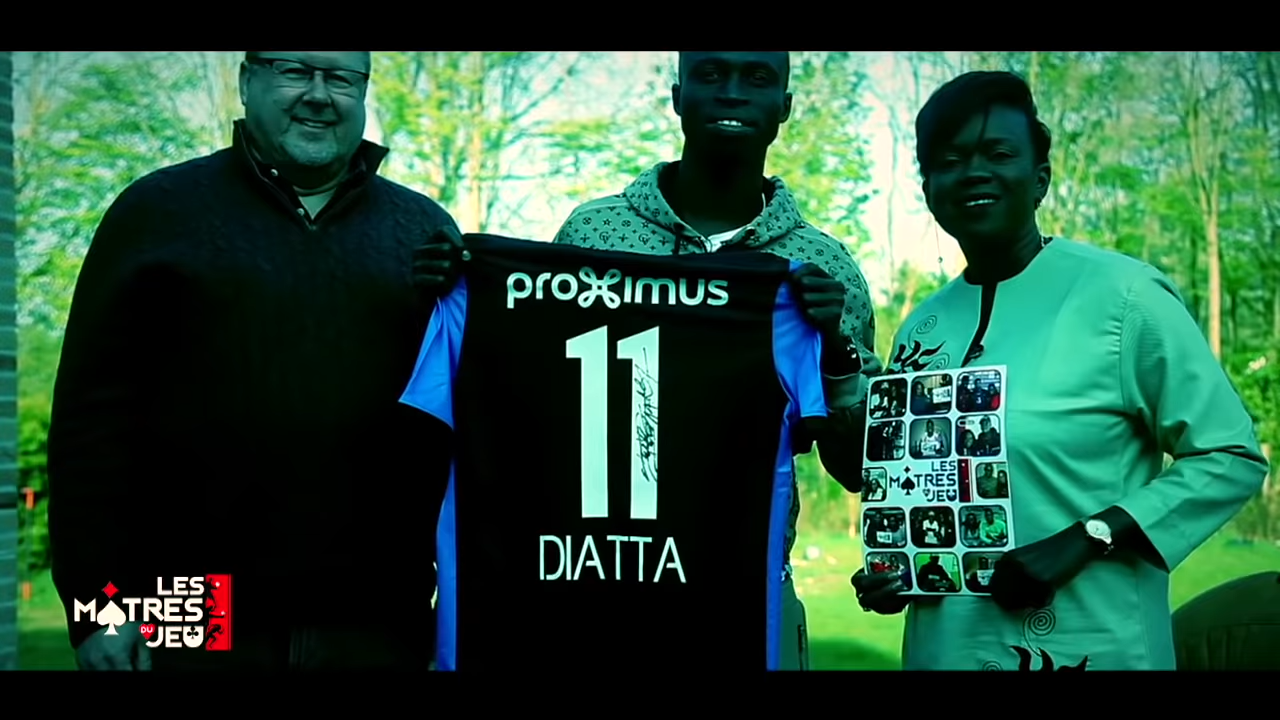 proximus
11
DIATTA
LES
MAITRES
DU JEU
LES
MAITRES
DU JEU